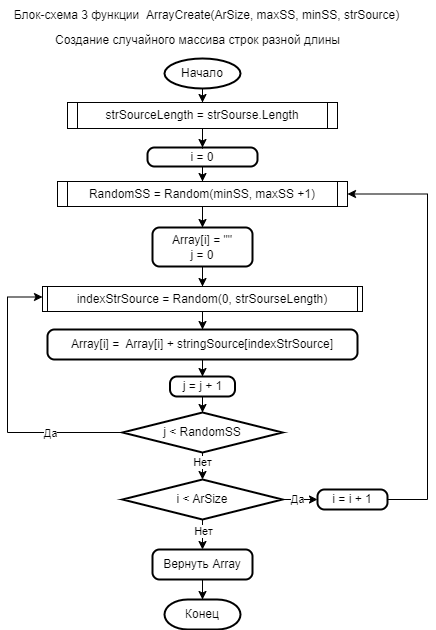 Блок-схема 3 функции ArrayCreate(ArSize, maxSS, minSS, strSource)
Создание случайного массива строк разной длины
Начало
strSourceLength = strSourse.Length
i = 0
RandomSS = Random(minSS, maxSS +1)
Array[i] = ""
j = 0
indexStrSource = Random(0, strSourseLength)
Array[i] = Array[i] + stringSource[indexStrSource]
j = j + 1
j < RandomSS
Да
Нет
i < ArSize
Да
i = i + 1
Нет
Вернуть Array
Конец